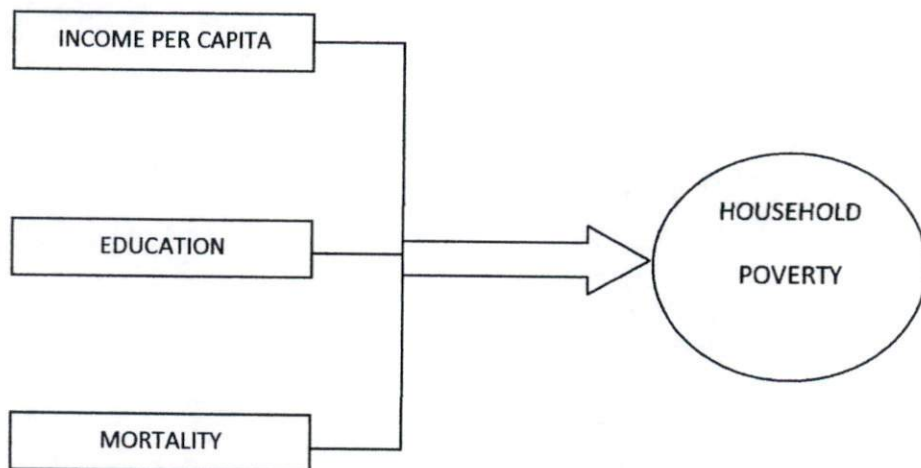 INCOME PER CAPITA
EDUCATION
MORTALITY
HOUSEHOLD
POVERTY